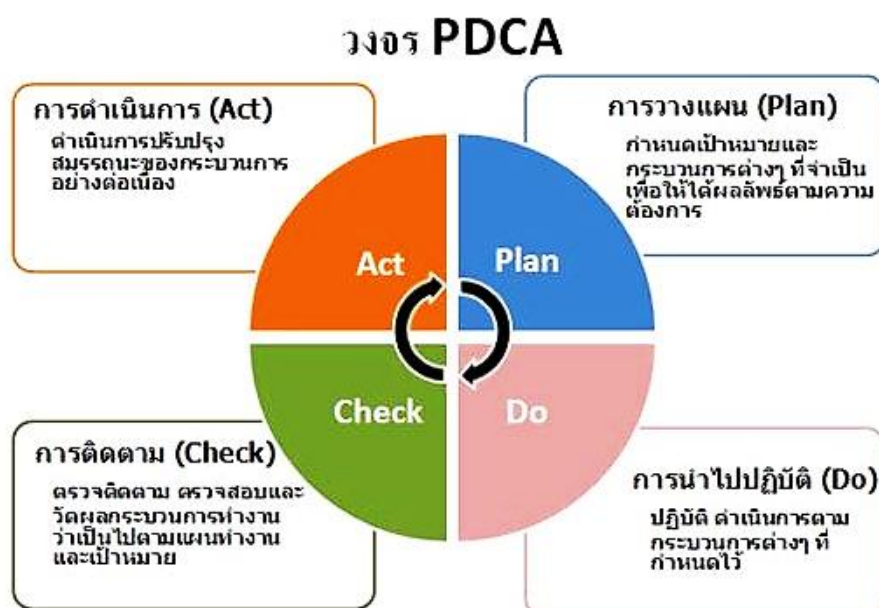 วงจร PDCA
การดำเนินการ (Act)
ดำเนินการปรับปรุง
สมรรถนะของกระบวนการ
อย่างต่อเนื่อง
การวางแผน (Plan)
กำหนดเป้าหมายและ
กระบวนการต่างๆ ที่จำเป็น
เพื่อให้ได้ผลลัพธ์ตามความ
ต้องการ
Act
Plan
Check
Do
การติดตาม (Check)
ตรวจติดตาม ตรวจสอบและ
วัดผลกระบวนการทำงาน
ว่าเป็นไปตามแผนทำงาน
และเป้าหมาย
การนำไปปฏิบัติ (Do)
ปฏิบัติ ดำเนินการตาม
กระบวนการต่างๆ ที่
กำหนดไว้